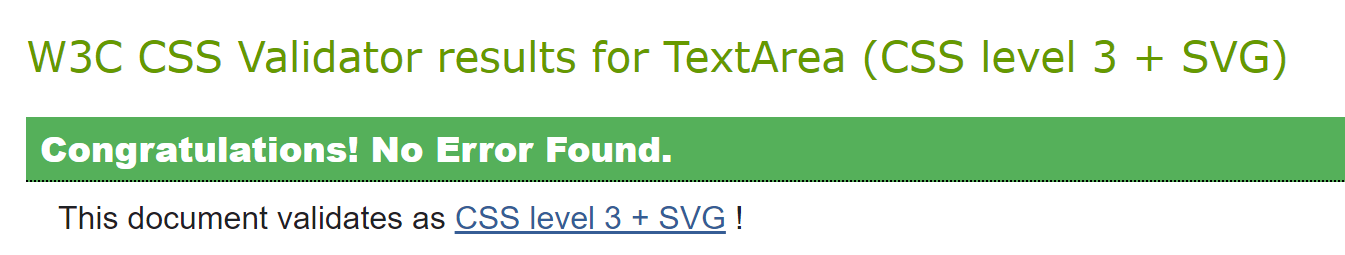 W3C CSS Validator results for TextArea (CSS level 3 + SVG)
Congratulations! No Error Found.
This document validates as CSS level 3 + SVG !